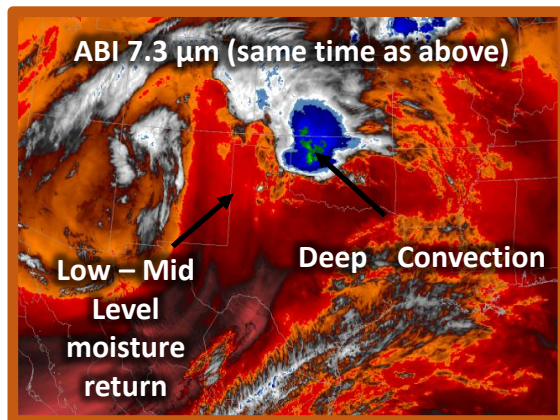 ABI 7.3 µm (same time as above)
Deep Convection
Low – Mid
Level
moisture
return